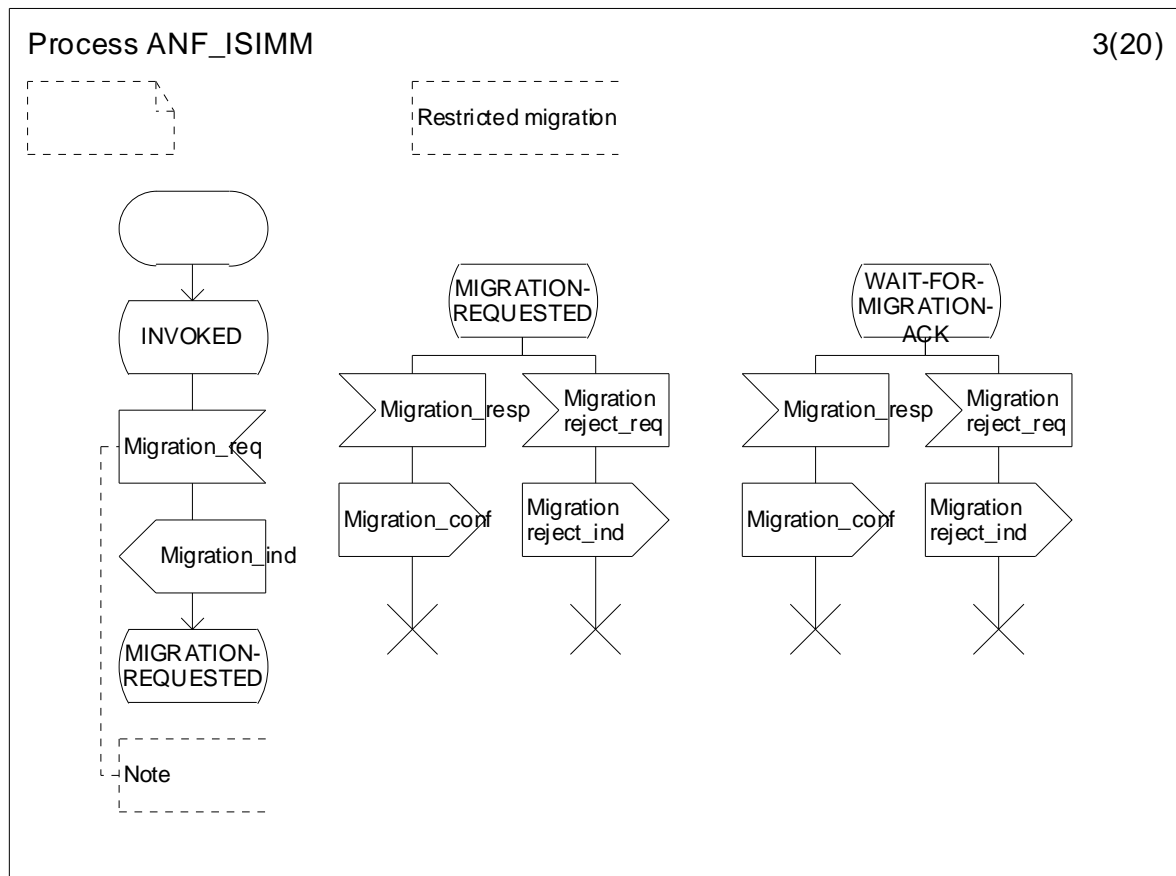 Process ANF_ISIMM
3(20)
Restricted migration
INVOKED
Migration_req
Migration_ind
MIGRATION-
REQUESTED
Note
MIGRATION-
REQUESTED
Migration_resp
Migration
reject_req
Migration_conf
Migration
reject_ind
WAIT-FOR-
MIGRATION-
ACK
Migration_resp
Migration
reject_req
Migration_conf
Migration
reject_ind